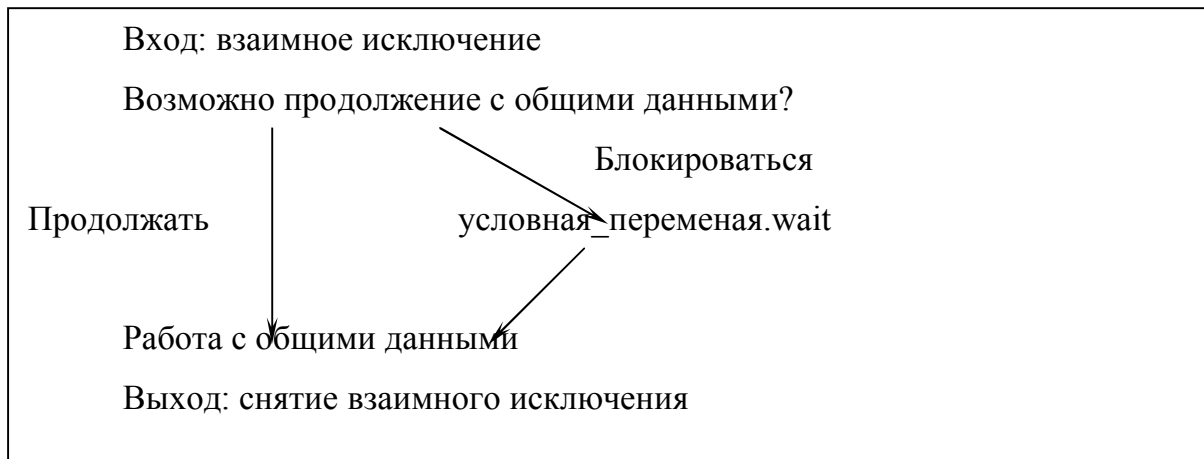 Вход: взаимное исключение
Возможно продолжение с общими данными?
Блокироваться
Продолжать условная_переменая.wait
Работа с общими данными
Выход: снятие взаимного исключения